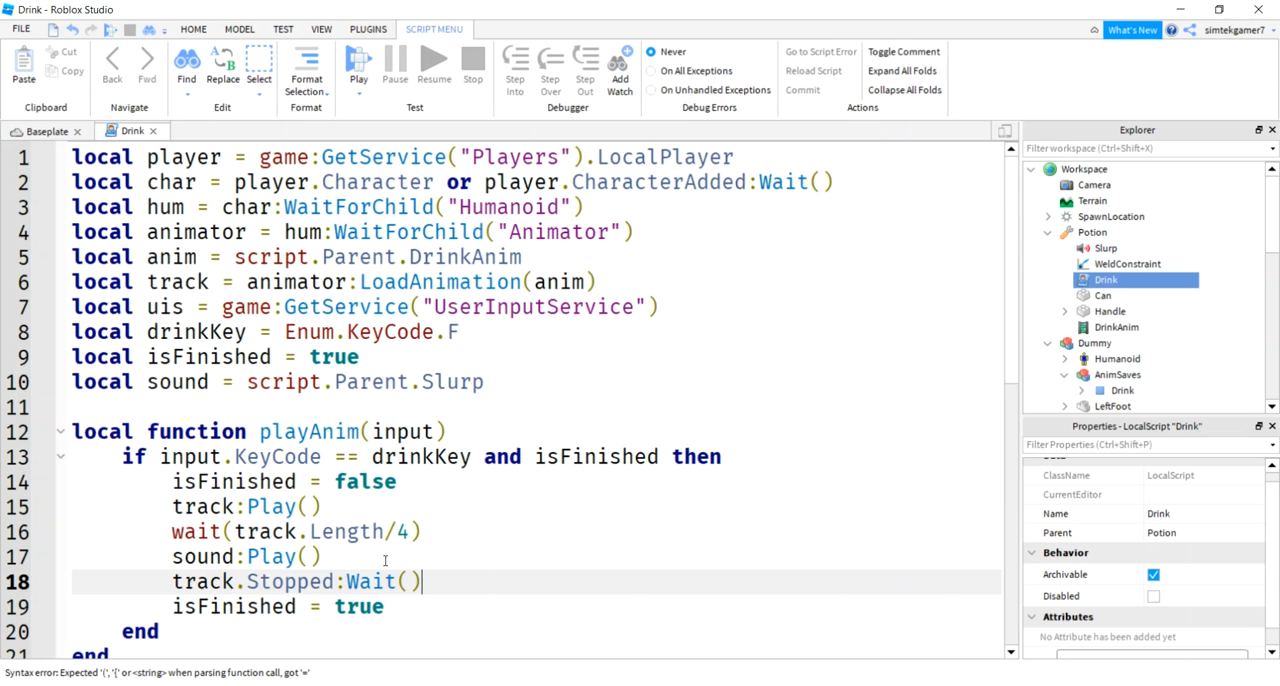 Drink - Roblox Studio
FILE HOME MODEL TEST VIEW PLUGINS SCRIPT MENU What's New simtekgamer7
Paste Cut Copy Back Fwd Find Replace Select Format Selection Play Pause Resume Stop Step Into Step Over Step Out Add Watch Never On All Exceptions On Unhandled Exceptions Go to Script Error Reload Script Commit Toggle Comment Expand All Folds Collapse All Folds
Clipboard Navigate Edit Format Test Debugger Debug Errors Actions
Baseplate Drink
1 local player = game:GetService("Players").LocalPlayer
2 local char = player.Character or player.CharacterAdded:Wait()
3 local hum = char:WaitForChild("Humanoid")
4 local animator = hum:WaitForChild("Animator")
5 local anim = script.Parent.DrinkAnim
6 local track = animator:LoadAnimation(anim)
7 local uis = game:GetService("UserInputService")
8 local drinkKey = Enum.KeyCode.F
9 local isFinished = true
10 local sound = script.Parent.Slurp
11
12 local function playAnim(input)
13 if input.KeyCode == drinkKey and isFinished then
14 isFinished = false
15 track:Play()
16 wait(track.Length/4)
17 sound:Play()
18 track.Stopped:Wait()
19 isFinished = true
20 end
21 end
Explorer
Filter workspace (Ctrl+Shift+X)
Workspace
Camera
Terrain
SpawnLocation
Potion
Slurp
WeldConstraint
Drink
Can
Handle
DrinkAnim
Dummy
Humanoid
AnimSaves
Drink
LeftFoot
Properties - LocalScript "Drink"
Filter Properties (Ctrl+Shift+P)
ClassName LocalScript
CurrentEditor
Name Drink
Parent Potion
Behavior
Archivable
Disabled
Attributes
No Attribute has been added yet
Syntax error: Expected '(', '{' or <string> when parsing function call, got '='